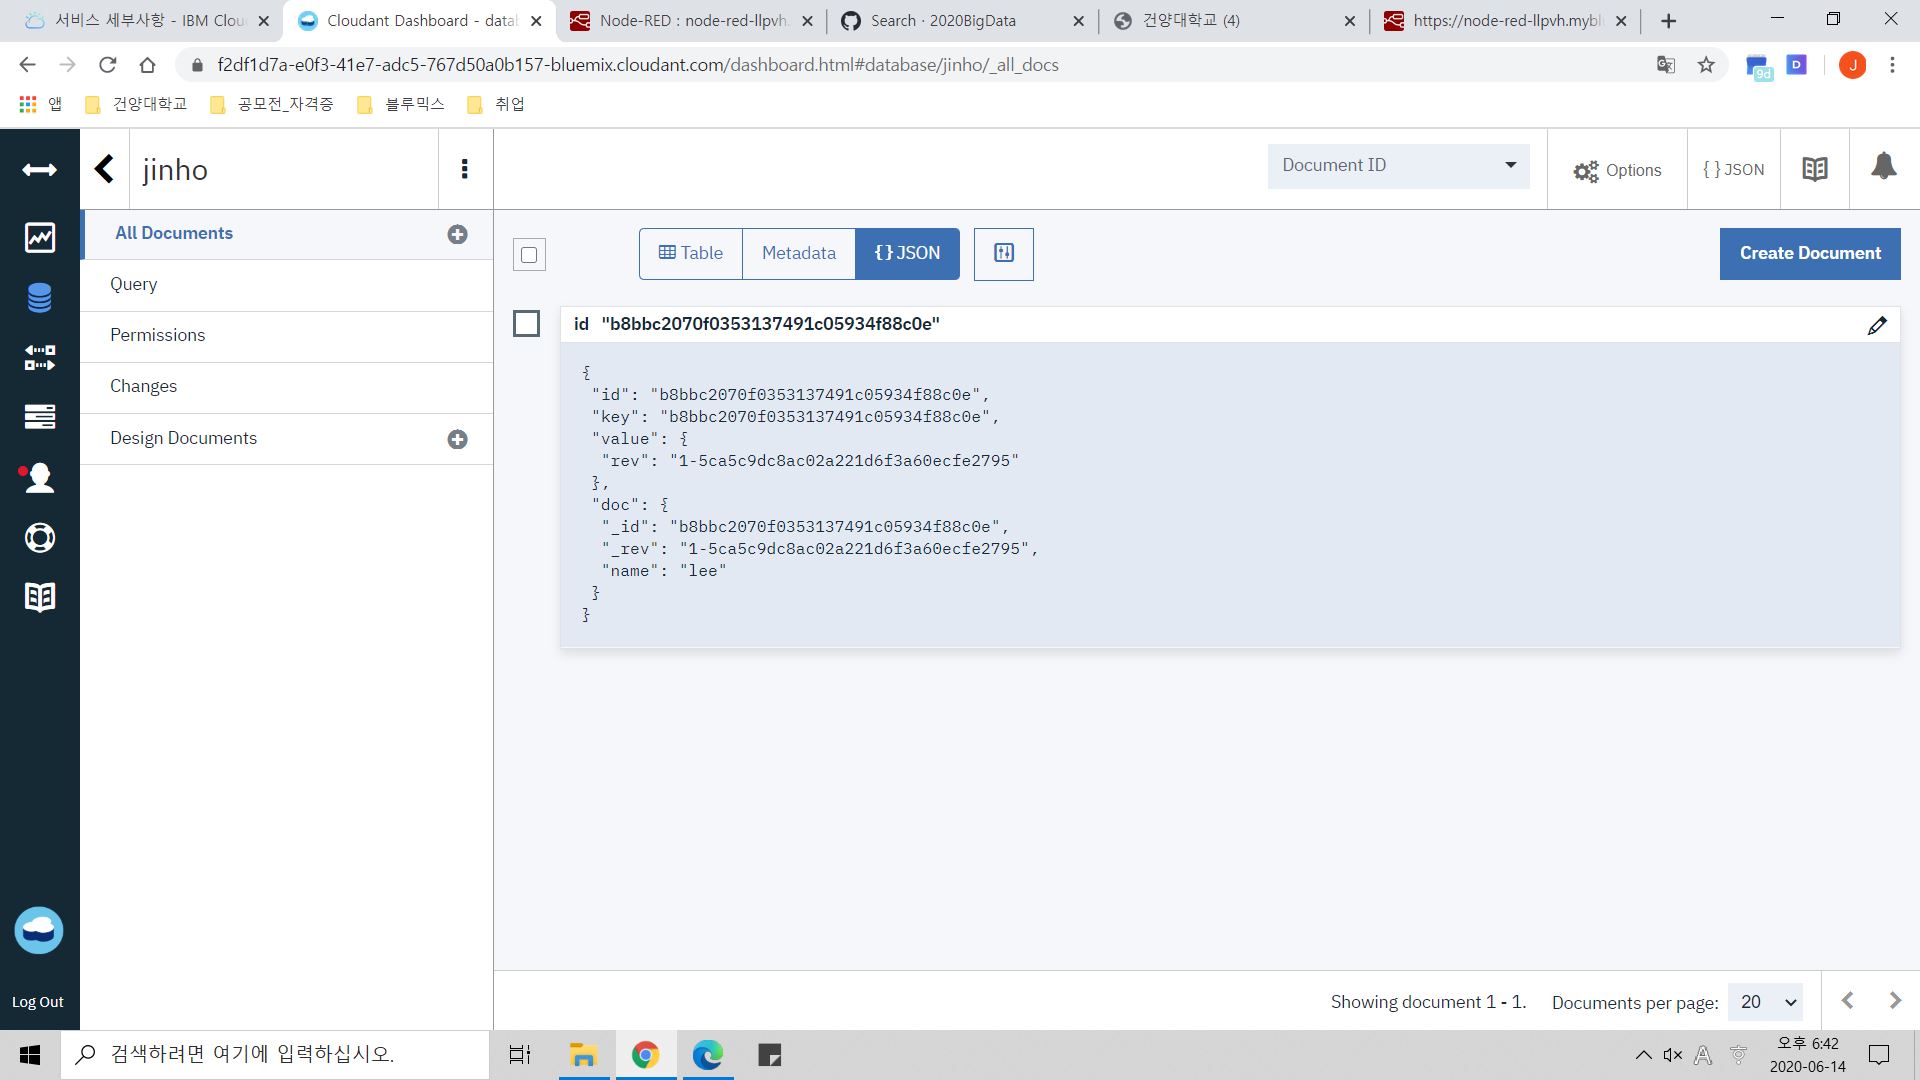 서비스 세부사항 - IBM Clou
Cloudant Dashboard - datab
Node-RED : node-red-llpvh.
Search · 2020BigData
건양대학교 (4)
https://node-red-llpvh.mybl
f2df1d7a-e0f3-41e7-adc5-767d50a0b157-bluemix.cloudant.com/dashboard.html#database/jinho/_all_docs
9d
D
J
앱
건양대학교
공모전_자격증
블루믹스
취업
jinho
Document ID
Options
{ } JSON
All Documents
Query
Permissions
Changes
Design Documents
Table
Metadata
{ } JSON
Create Document
id "b8bbc2070f0353137491c05934f88c0e"
{
"id": "b8bbc2070f0353137491c05934f88c0e",
"key": "b8bbc2070f0353137491c05934f88c0e",
"value": {
"rev": "1-5ca5c9dc8ac02a221d6f3a60ecfe2795"
},
"doc": {
"_id": "b8bbc2070f0353137491c05934f88c0e",
"_rev": "1-5ca5c9dc8ac02a221d6f3a60ecfe2795",
"name": "lee"
}
}
Log Out
Showing document 1 - 1.
Documents per page: 20
검색하려면 여기에 입력하십시오.
A
오후 6:42
2020-06-14